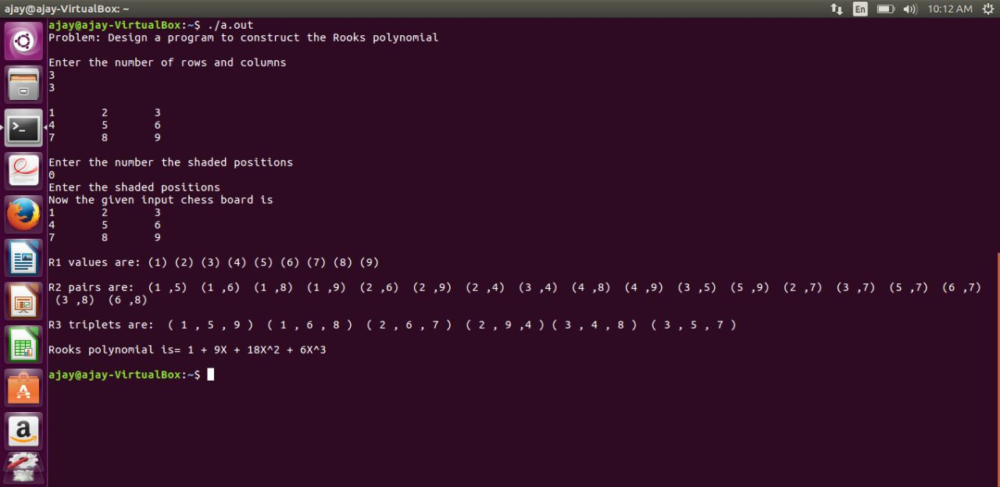 ajay@ajay-VirtualBox: ~
En
10:12 AM
ajay@ajay-VirtualBox:~$ ./a.out
Problem: Design a program to construct the Rooks polynomial
Enter the number of rows and columns
3
3
1 2 3
4 5 6
7 8 9
Enter the number the shaded positions
0
Enter the shaded positions
Now the given input chess board is
1 2 3
4 5 6
7 8 9
R1 values are: (1) (2) (3) (4) (5) (6) (7) (8) (9)
R2 pairs are:  (1 ,5)  (1 ,6)  (1 ,8)  (1 ,9)  (2 ,6)  (2 ,9)  (2 ,4)  (3 ,4)  (4 ,8)  (4 ,9)  (3 ,5)  (5 ,9)  (2 ,7)  (3 ,7)  (5 ,7)  (6 ,7)
(3 ,8)  (6 ,8)
R3 triplets are:  ( 1 , 5 , 9 )  ( 1 , 6 , 8 )  ( 2 , 6 , 7 )  ( 2 , 9 ,4 ) ( 3 , 4 , 8 )  ( 3 , 5 , 7 )
Rooks polynomial is= 1 + 9X + 18X^2 + 6X^3
ajay@ajay-VirtualBox:~$